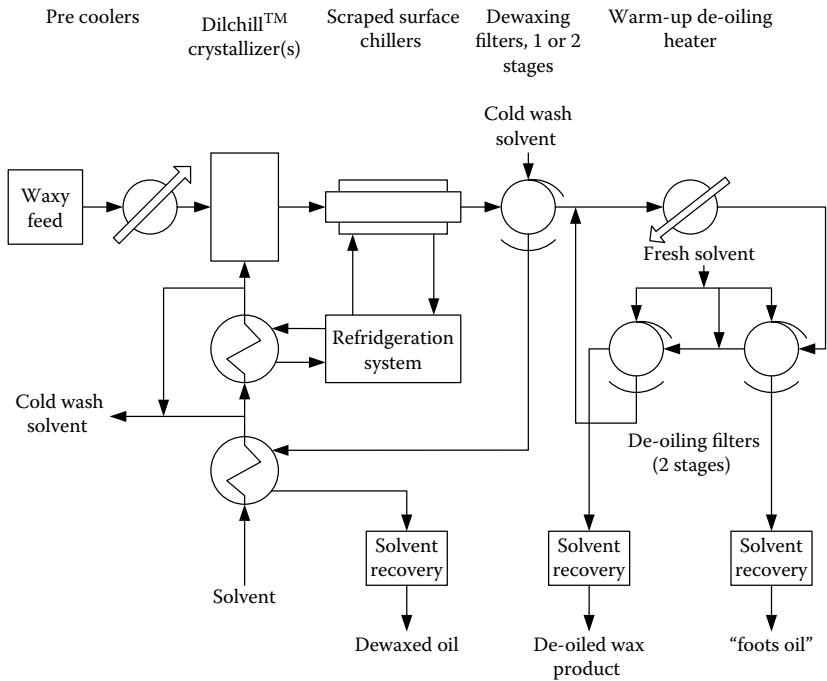 Pre coolers
Dilchill™
crystallizer(s)
Scraped surface
chillers
Dewaxing
filters, 1 or 2
stages
Warm-up de-oiling
heater
Cold wash
solvent
Waxy
feed
Fresh solvent
Refridgeration
system
Cold wash
solvent
De-oiling filters
(2 stages)
Solvent
recovery
Solvent
recovery
Solvent
recovery
Solvent
Dewaxed oil
De-oiled wax
product
“foots oil”